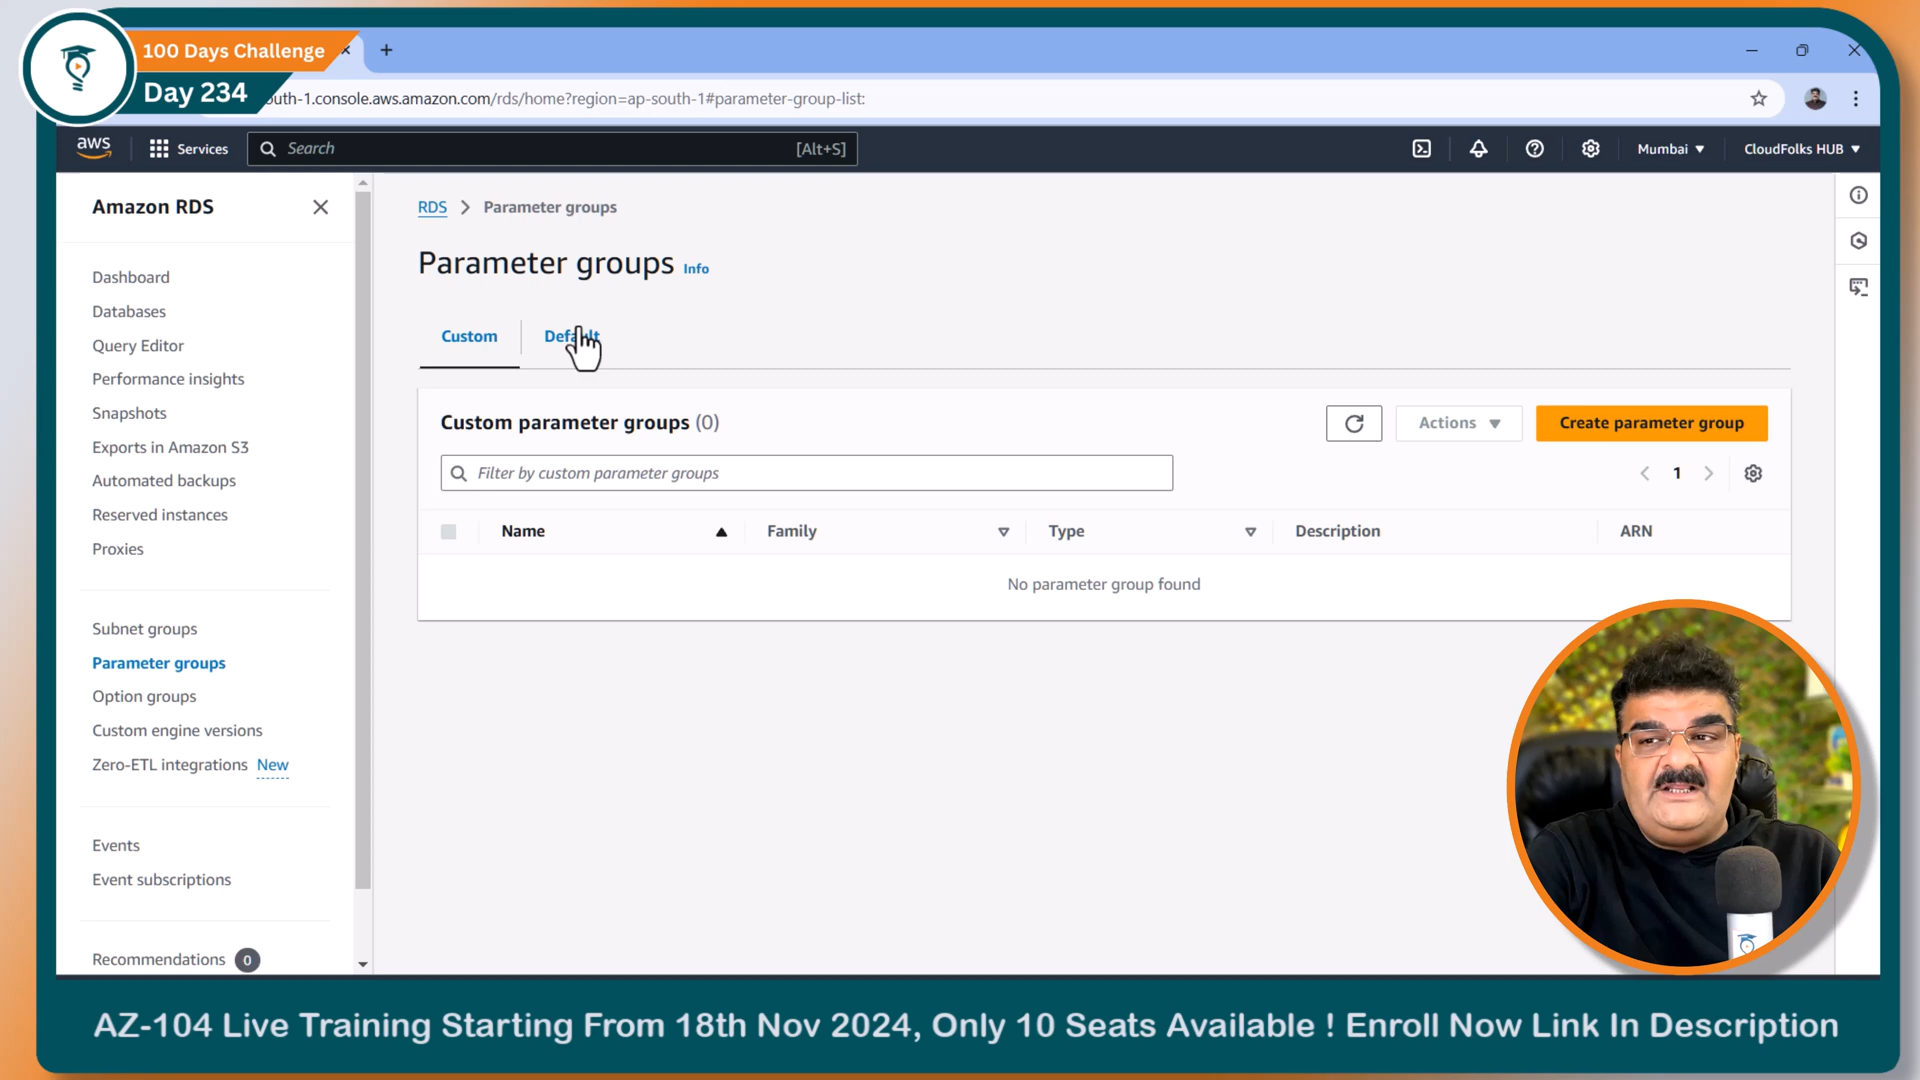 100 Days Challenge
Day 234
outh-1.console.aws.amazon.com/rds/home?region=ap-south-1#parameter-group-list:
aws
Services
Search
[Alt+S]
Mumbai
CloudFolks HUB
Amazon RDS
Dashboard
Databases
Query Editor
Performance insights
Snapshots
Exports in Amazon S3
Automated backups
Reserved instances
Proxies
Subnet groups
Parameter groups
Option groups
Custom engine versions
Zero-ETL integrations New
Events
Event subscriptions
Recommendations 0
RDS > Parameter groups
Parameter groups Info
Custom
Default
Custom parameter groups (0)
Actions
Create parameter group
Filter by custom parameter groups
1
Name
Family
Type
Description
ARN
No parameter group found
AZ-104 Live Training Starting From 18th Nov 2024, Only 10 Seats Available ! Enroll Now Link In Description